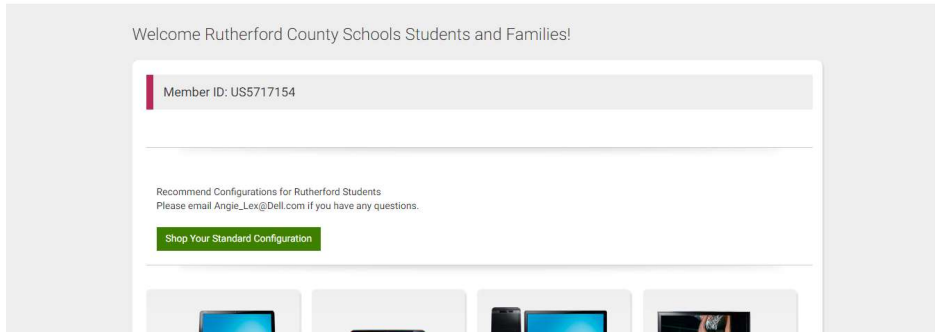 Welcome Rutherford County Schools Students and Families!
Member ID: US5717154
Recommend Configurations for Rutherford Students
Please email Angie_Lex@Dell.com if you have any questions.
Shop Your Standard Configuration